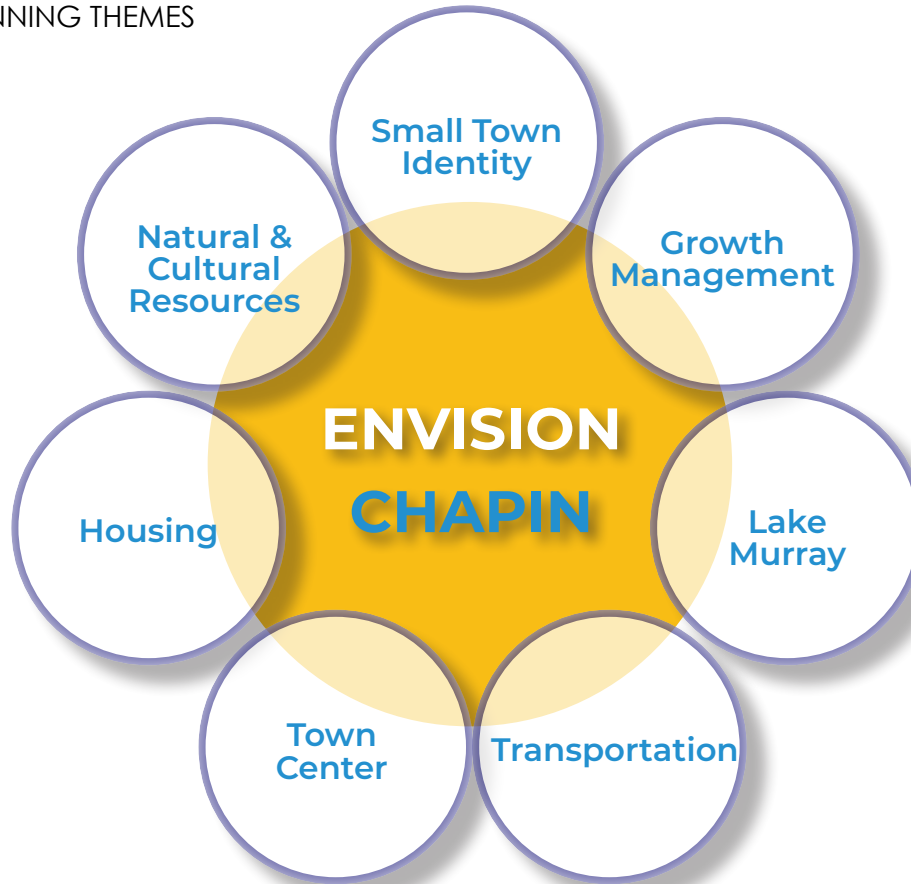 NNING THEMES
Small Town
Identity
Natural &
Cultural
Resources
Growth
Management
ENVISION
CHAPIN
Housing
Lake
Murray
Town
Center
Transportation